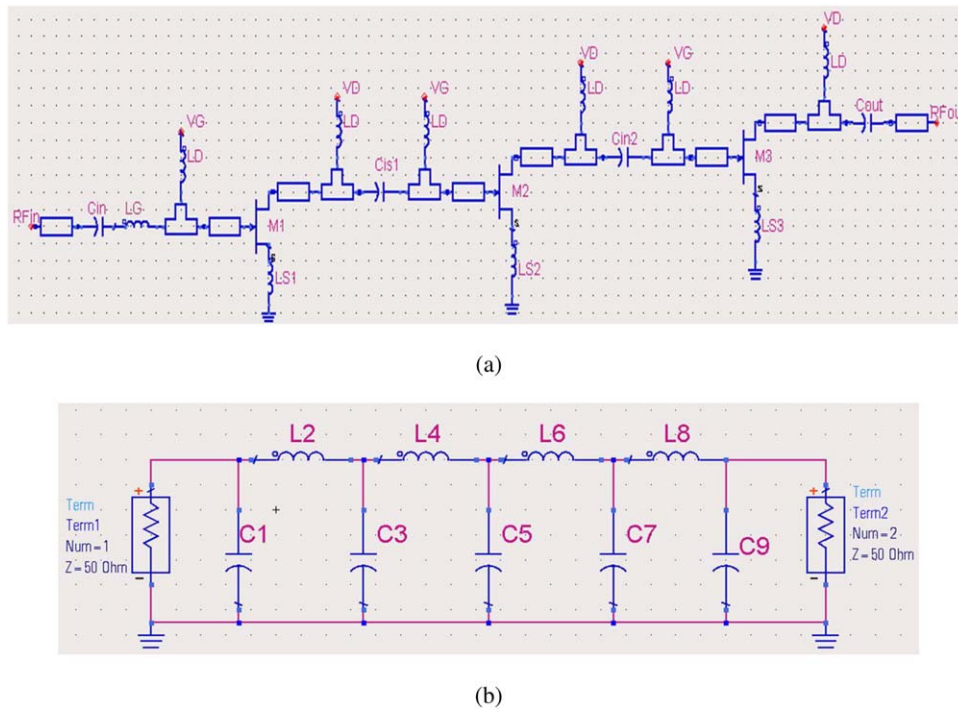 VD
LD
Cout
RFou
VD
VG
LD
LD
Cin2
M3
s
LS3
VD
VG
LD
LD
Cis1
M2
s
LS2
VG
LD
RFin
Cin
LG
M1
s
LS1
(a)
L2
L4
L6
L8
Term
Term1
Num=1
Z=50 Ohm
+
-
C1
C3
C5
C7
C9
+
-
Term
Term2
Num=2
Z=50 Ohm
(b)